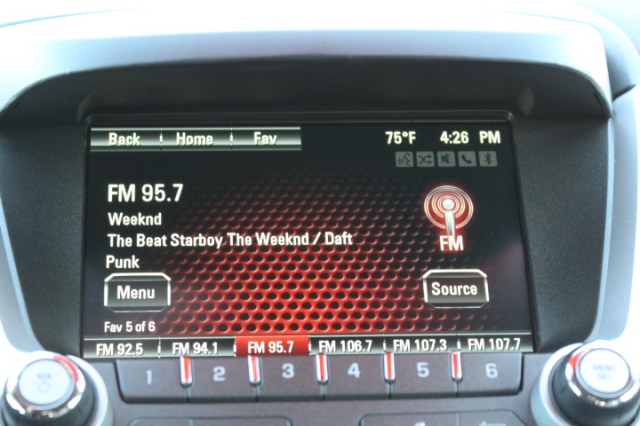 Back Home Fav 75°F 4:26 PM
FM 95.7
Weeknd
The Beat Starboy The Weeknd / Daft
Punk
FM
Menu
Source
Fav 5 of 6
FM 92.5 FM 94.1 FM 95.7 FM 106.7 FM 107.3 FM 107.7
1 2 3 4 5 6
MENU
SEL